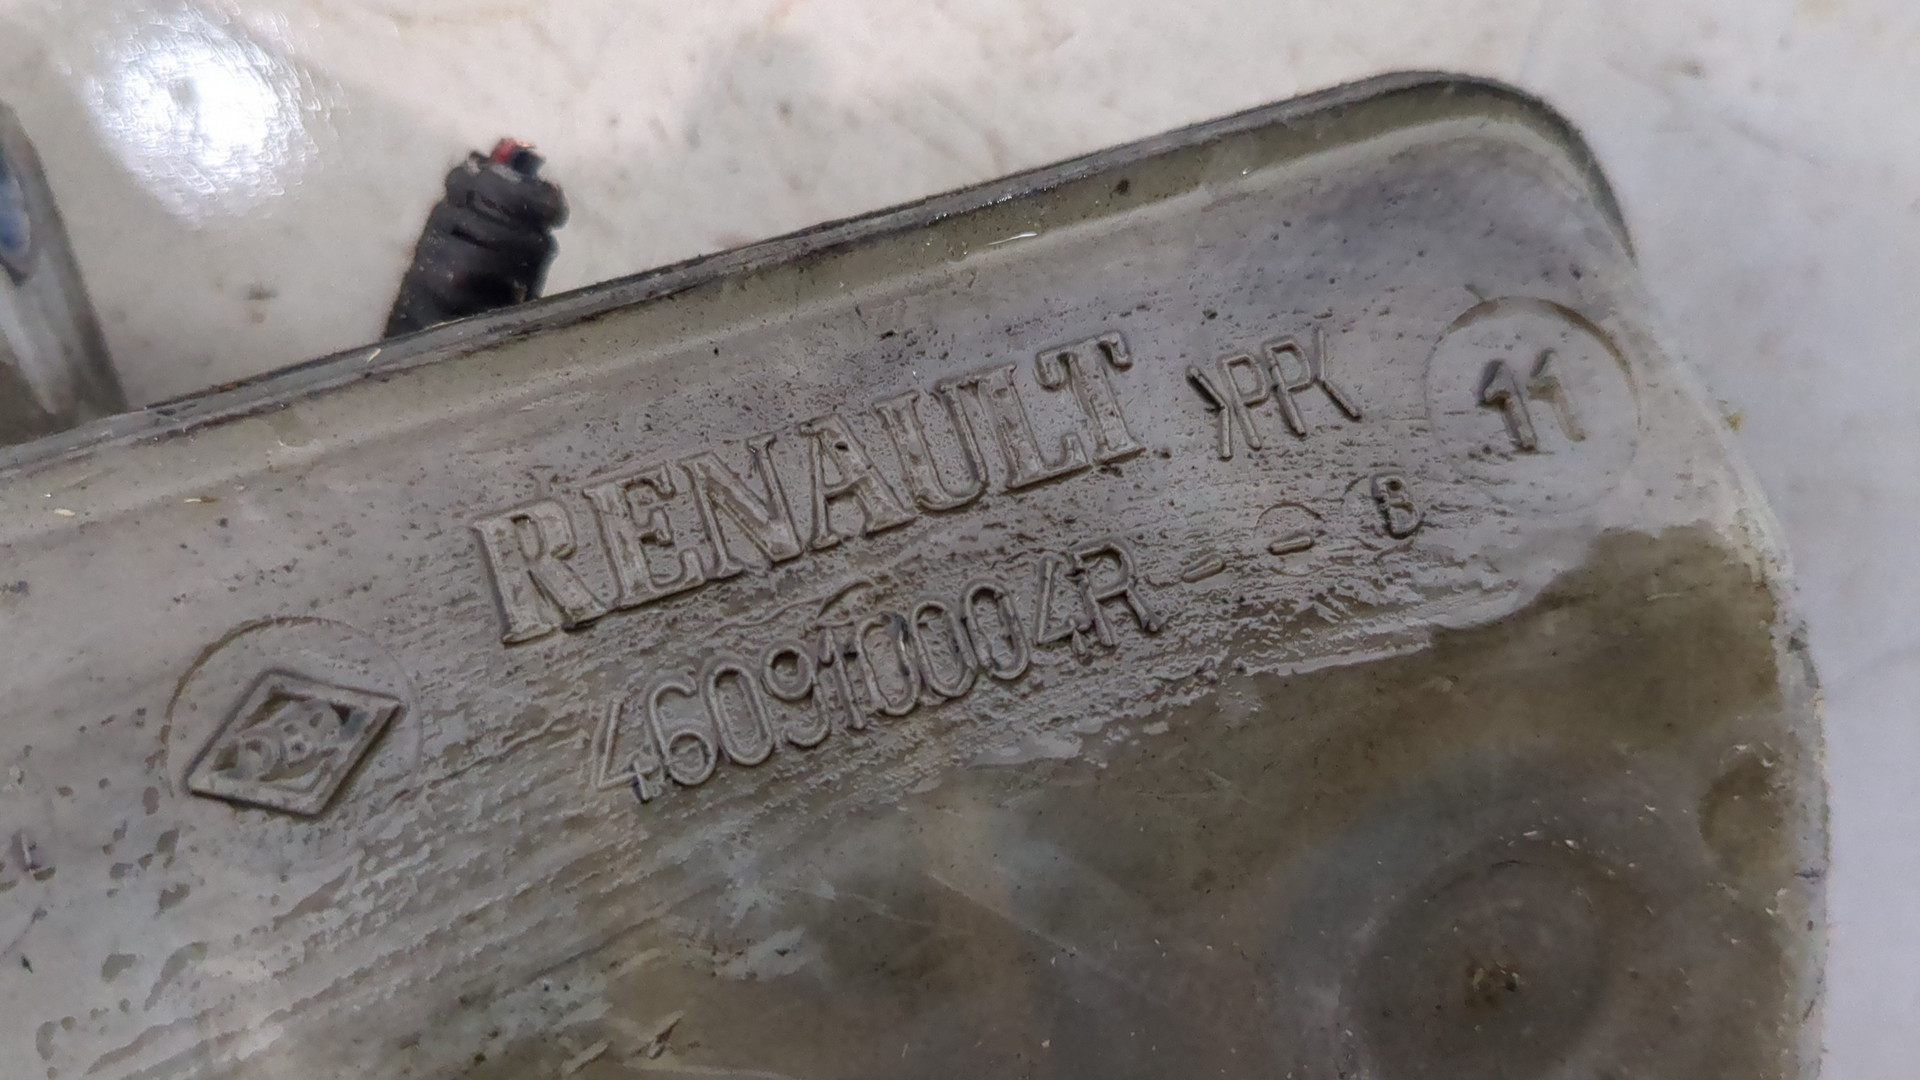 RENAULT >PP< 11
460910004R -- B